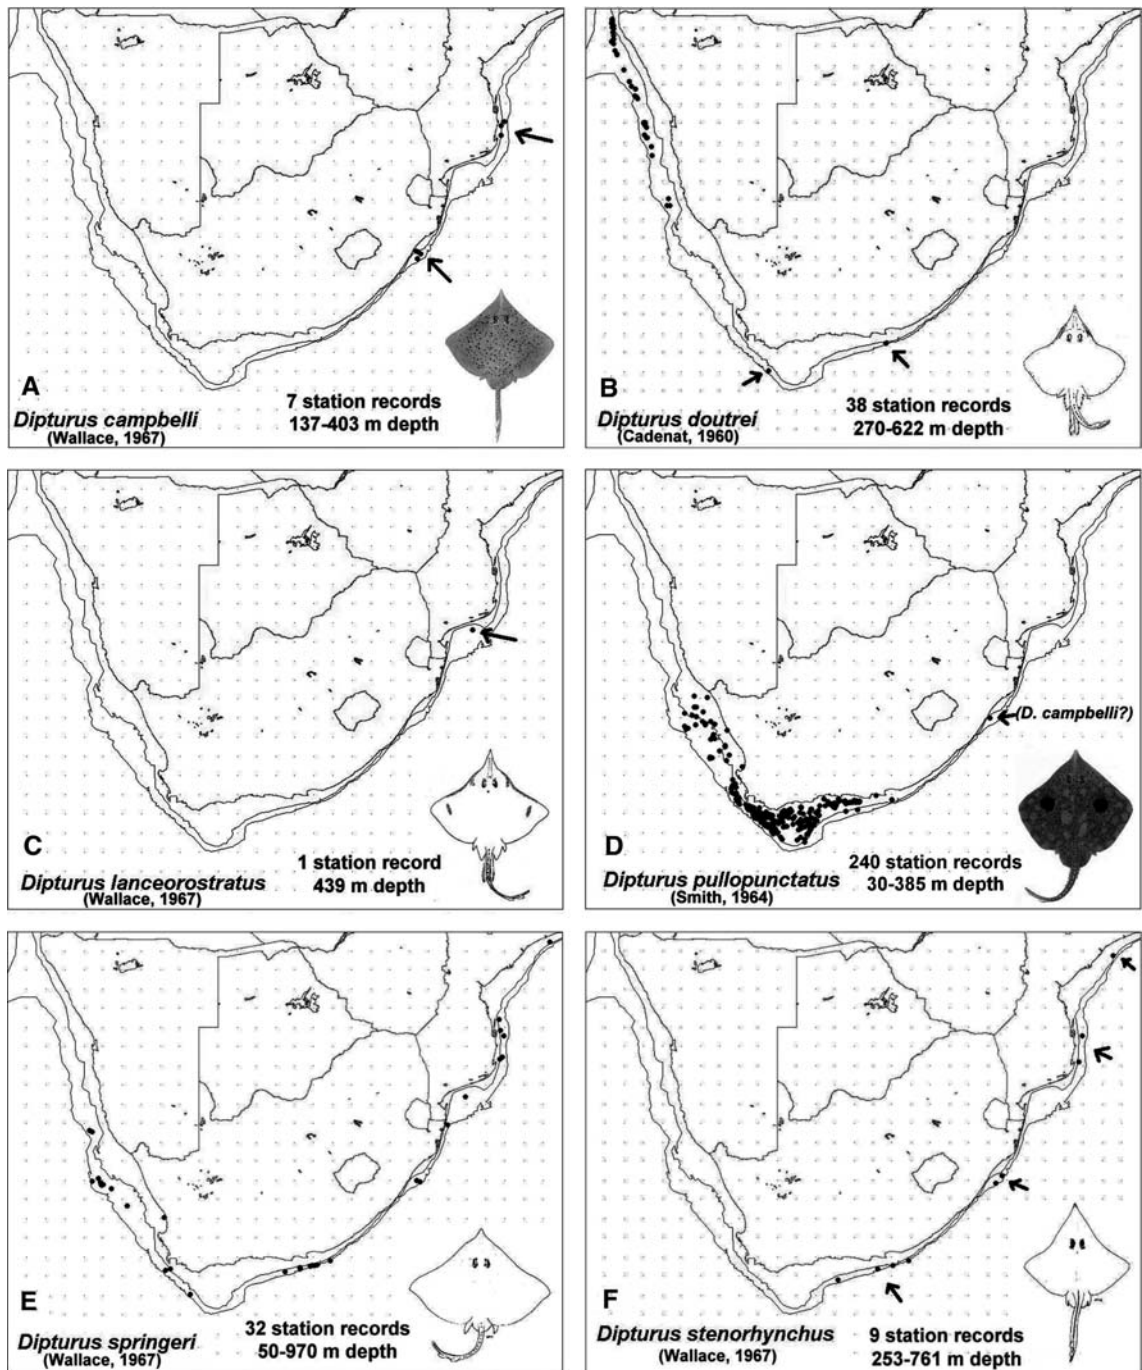 A
Dipturus campbelli
(Wallace, 1967)
7 station records
137-403 m depth
B
Dipturus doutrei
(Cadenat, 1960)
38 station records
270-622 m depth
C
Dipturus lanceorostratus
(Wallace, 1967)
1 station record
439 m depth
(D. campbelli?)
D
Dipturus pullopunctatus
(Smith, 1964)
240 station records
30-385 m depth
E
Dipturus springeri
(Wallace, 1967)
32 station records
50-970 m depth
F
Dipturus stenorhynchus
(Wallace, 1967)
9 station records
253-761 m depth